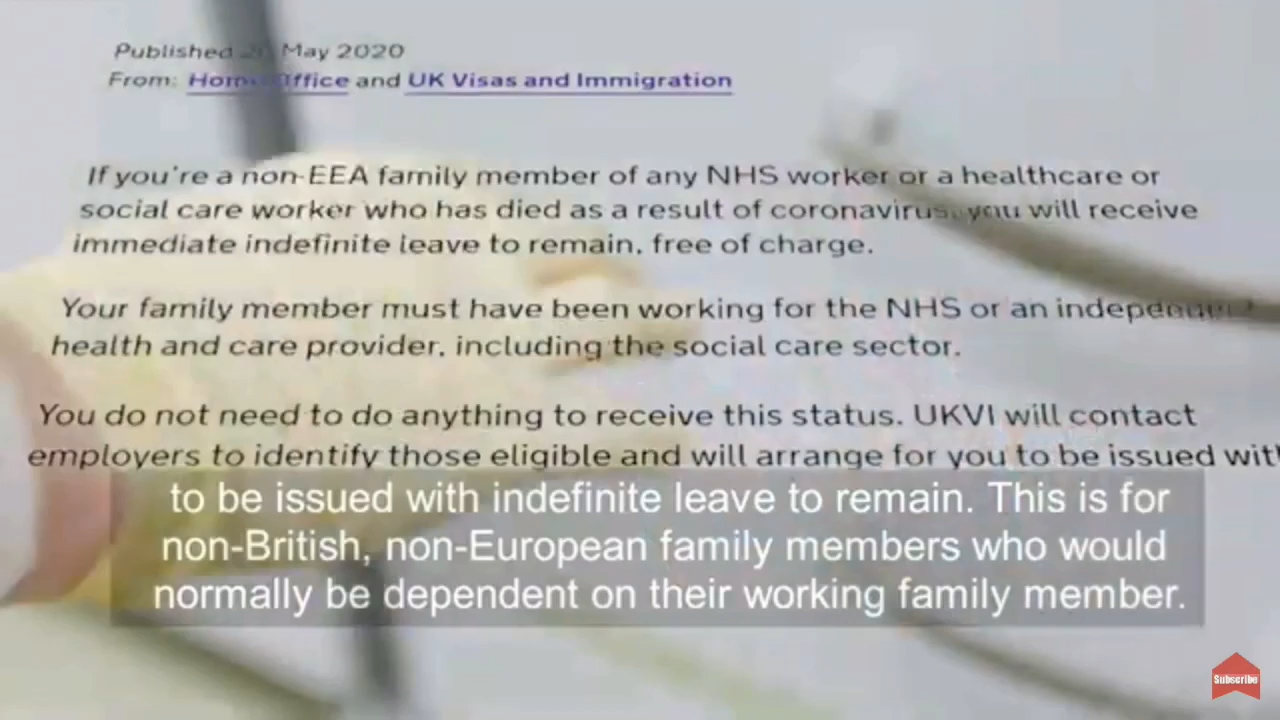 Published May 2020
From: Home Office and UK Visas and Immigration
If you're a non-EEA family member of any NHS worker or a healthcare or
social care worker who has died as a result of coronavirus, you will receive
immediate indefinite leave to remain, free of charge.
Your family member must have been working for the NHS or an independent
health and care provider, including the social care sector.
You do not need to do anything to receive this status. UKVI will contact
employers to identify those eligible and will arrange for you to be issued with
to be issued with indefinite leave to remain. This is for
non-British, non-European family members who would
normally be dependent on their working family member.
Subscribe